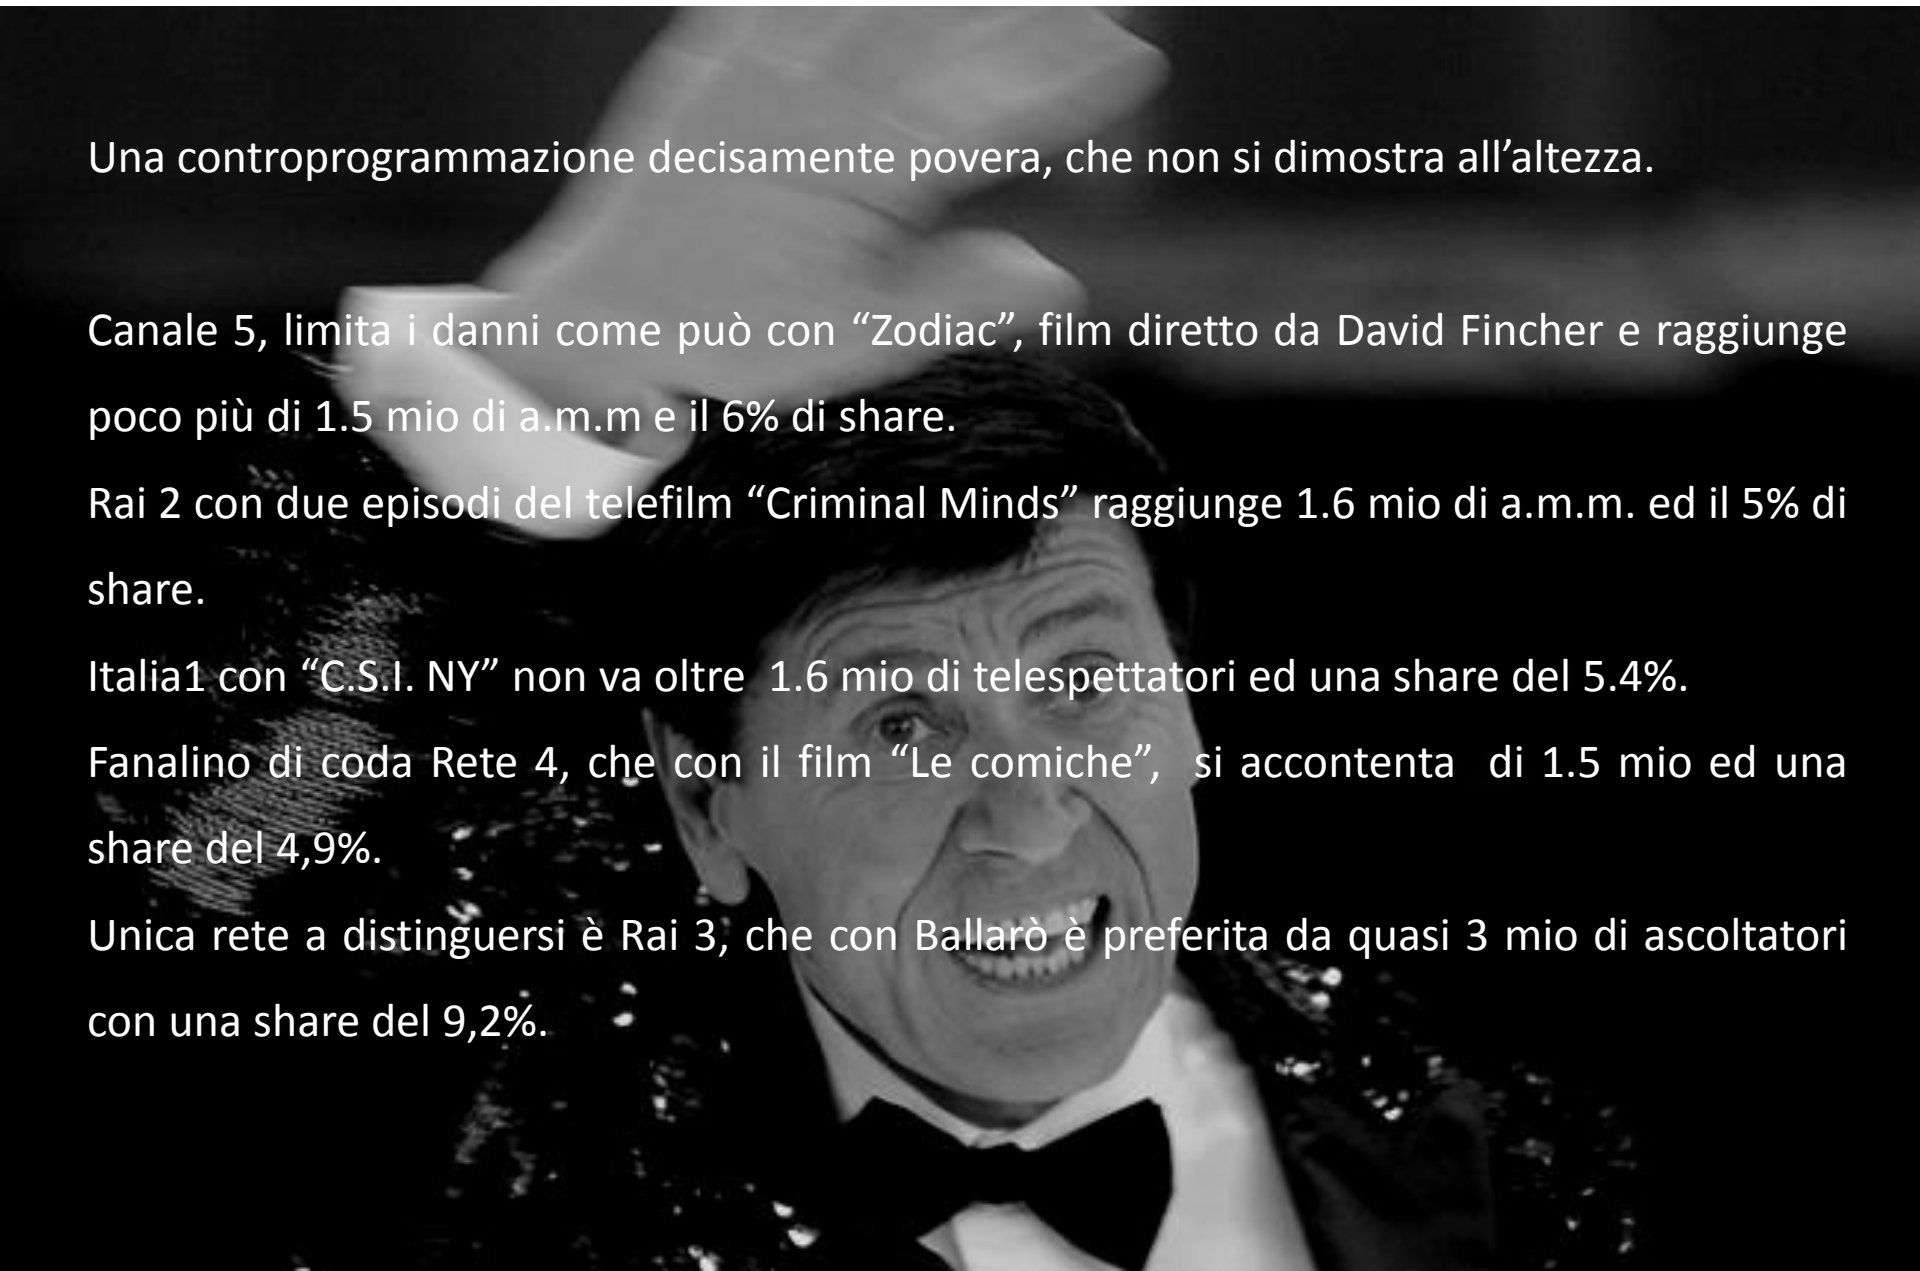 Una controprogrammazione decisamente povera, che non si dimostra all’altezza.
Canale 5, limita i danni come può con “Zodiac”, film diretto da David Fincher e raggiunge
poco più di 1.5 mio di a.m.m e il 6% di share.
Rai 2 con due episodi del telefilm “Criminal Minds” raggiunge 1.6 mio di a.m.m. ed il 5% di
share.
Italia1 con “C.S.I. NY” non va oltre  1.6 mio di telespettatori ed una share del 5.4%.
Fanalino di coda Rete 4, che con il film “Le comiche”,  si accontenta  di 1.5 mio ed una
share del 4,9%.
Unica rete a distinguersi è Rai 3, che con Ballarò è preferita da quasi 3 mio di ascoltatori
con una share del 9,2%.